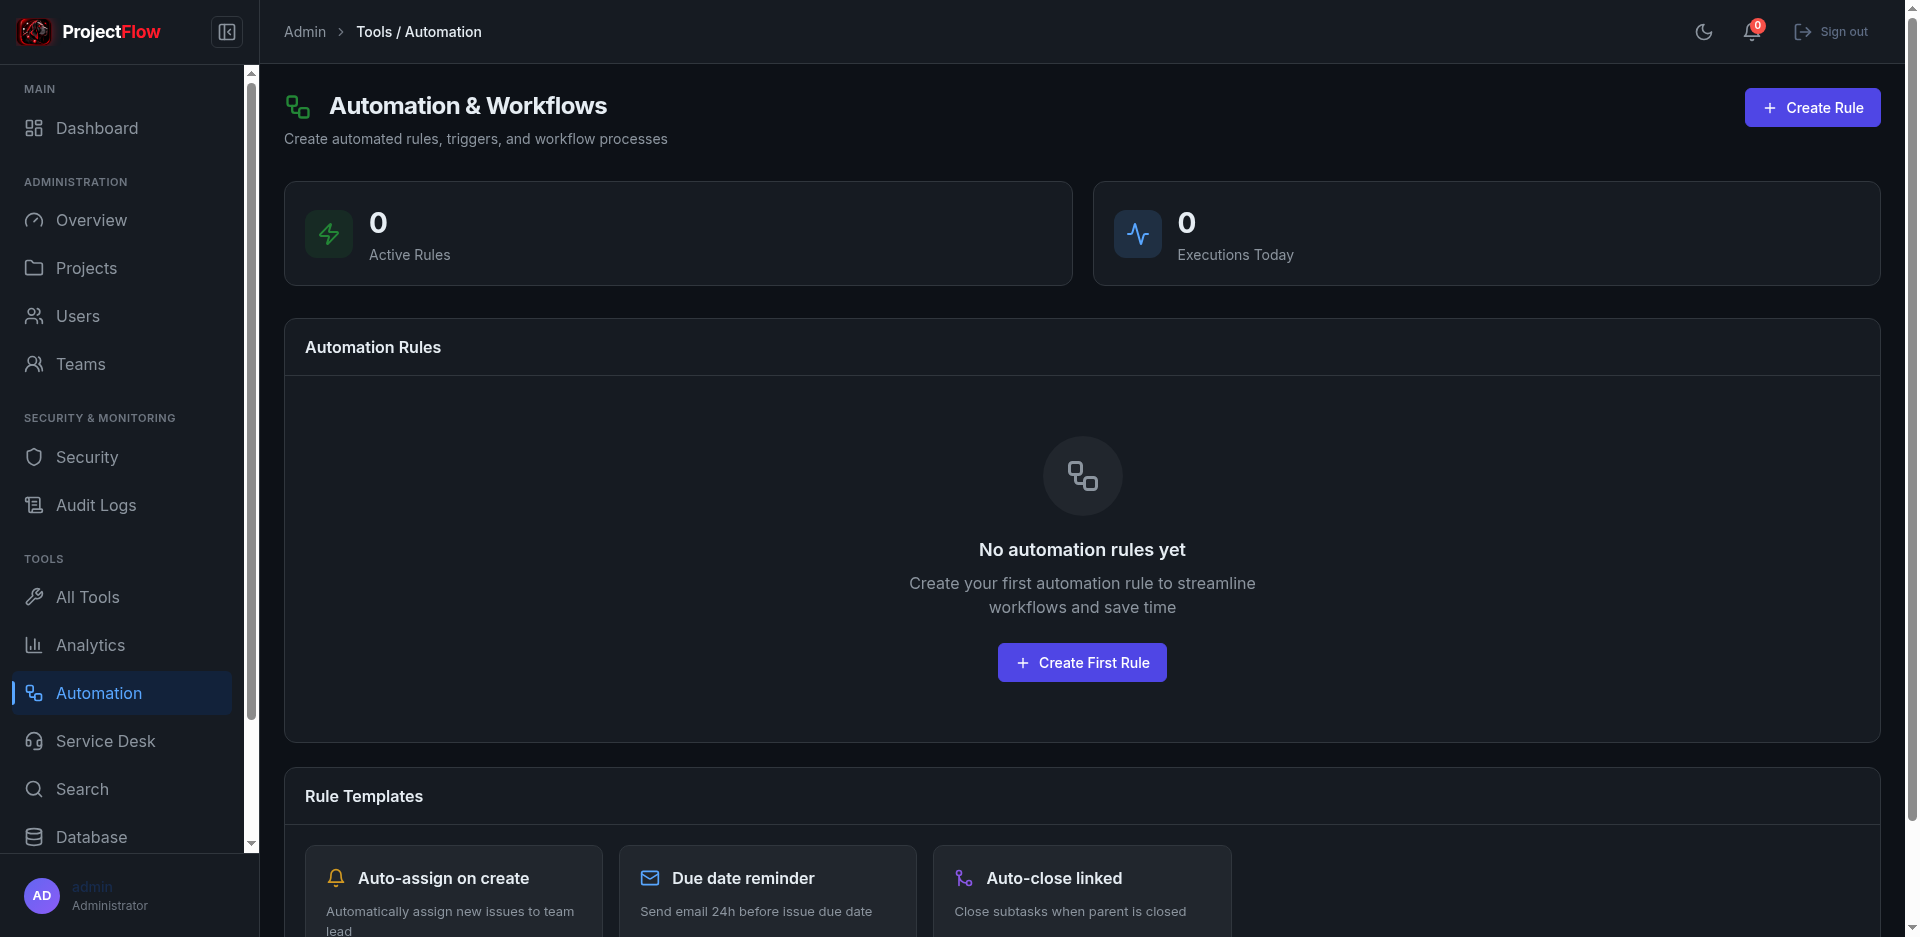 ProjectFlow
Admin
Tools / Automation
0
Sign out
MAIN
Dashboard
ADMINISTRATION
Overview
Projects
Users
Teams
SECURITY & MONITORING
Security
Audit Logs
TOOLS
All Tools
Analytics
Automation
Service Desk
Search
Database
AD
admin
Administrator
Automation & Workflows
Create automated rules, triggers, and workflow processes
Create Rule
0
Active Rules
0
Executions Today
Automation Rules
No automation rules yet
Create your first automation rule to streamline
workflows and save time
Create First Rule
Rule Templates
Auto-assign on create
Automatically assign new issues to team
lead
Due date reminder
Send email 24h before issue due date
Auto-close linked
Close subtasks when parent is closed